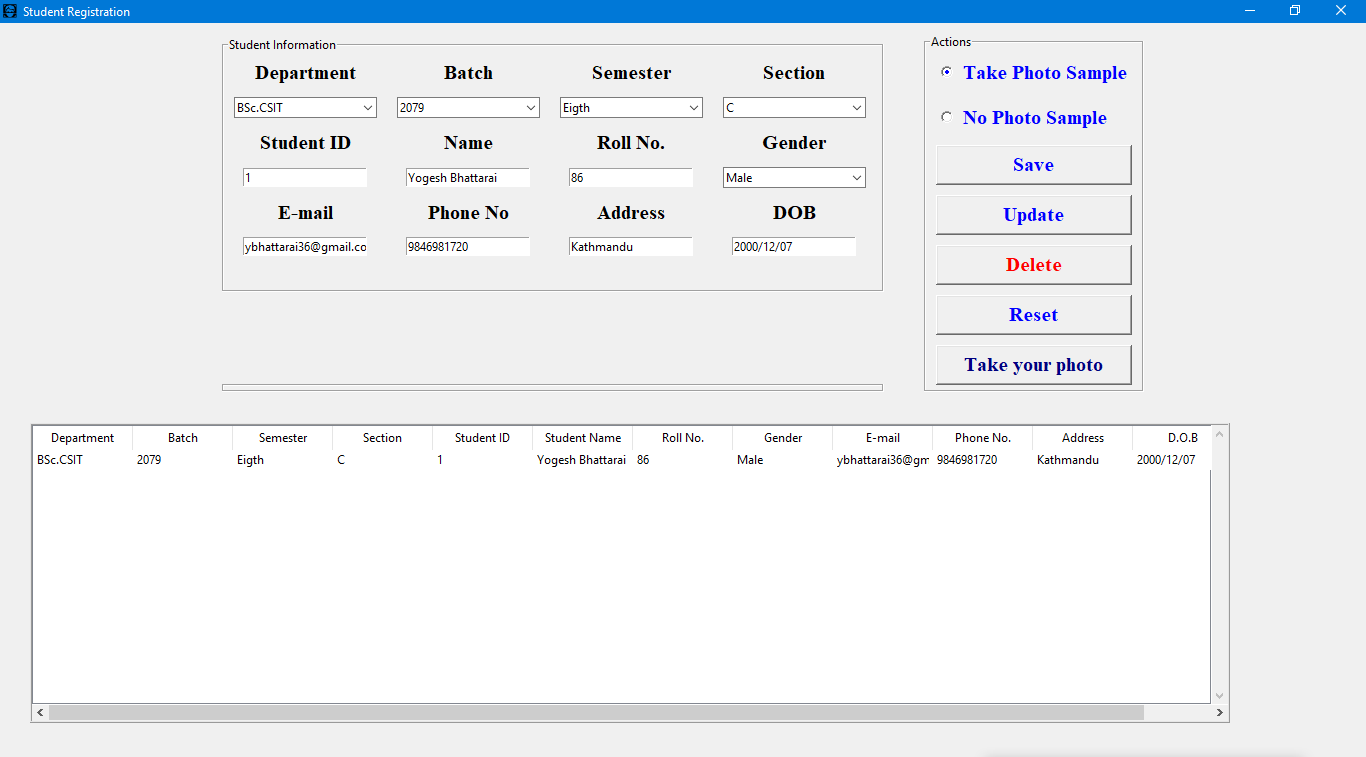 Student Registration
Student Information
Department Batch Semester Section
BSc.CSIT 2079 Eigth C
Student ID Name Roll No. Gender
1 Yogesh Bhattarai 86 Male
E-mail Phone No Address DOB
ybhattarai36@gmail.co 9846981720 Kathmandu 2000/12/07
Actions
Take Photo Sample
No Photo Sample
Save
Update
Delete
Reset
Take your photo
Department Batch Semester Section Student ID Student Name Roll No. Gender E-mail Phone No. Address D.O.B
BSc.CSIT 2079 Eigth C 1 Yogesh Bhattarai 86 Male ybhattarai36@gm 9846981720 Kathmandu 2000/12/07